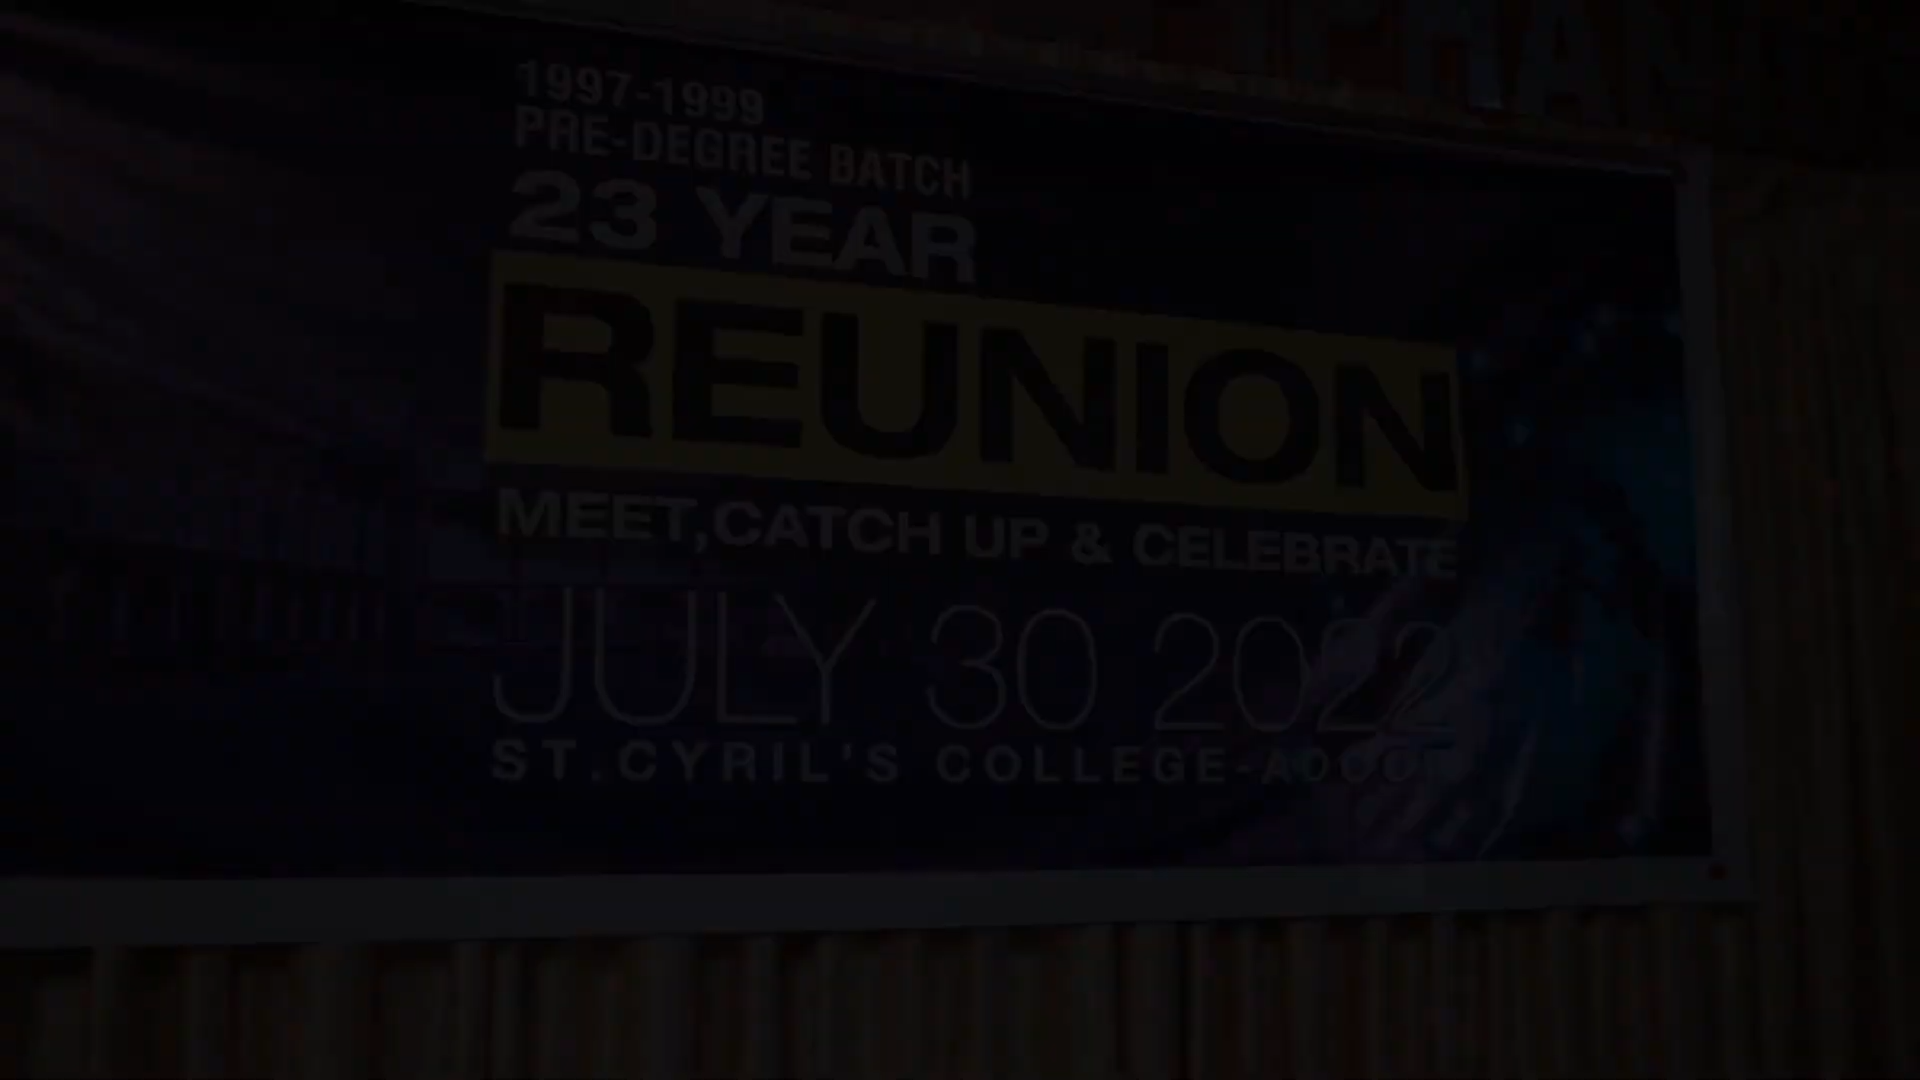 1997-1999
PRE-DEGREE BATCH
23 YEAR
REUNION
MEET,CATCH UP & CELEBRATE
JULY 30 2022
ST.CYRIL'S COLLEGE-